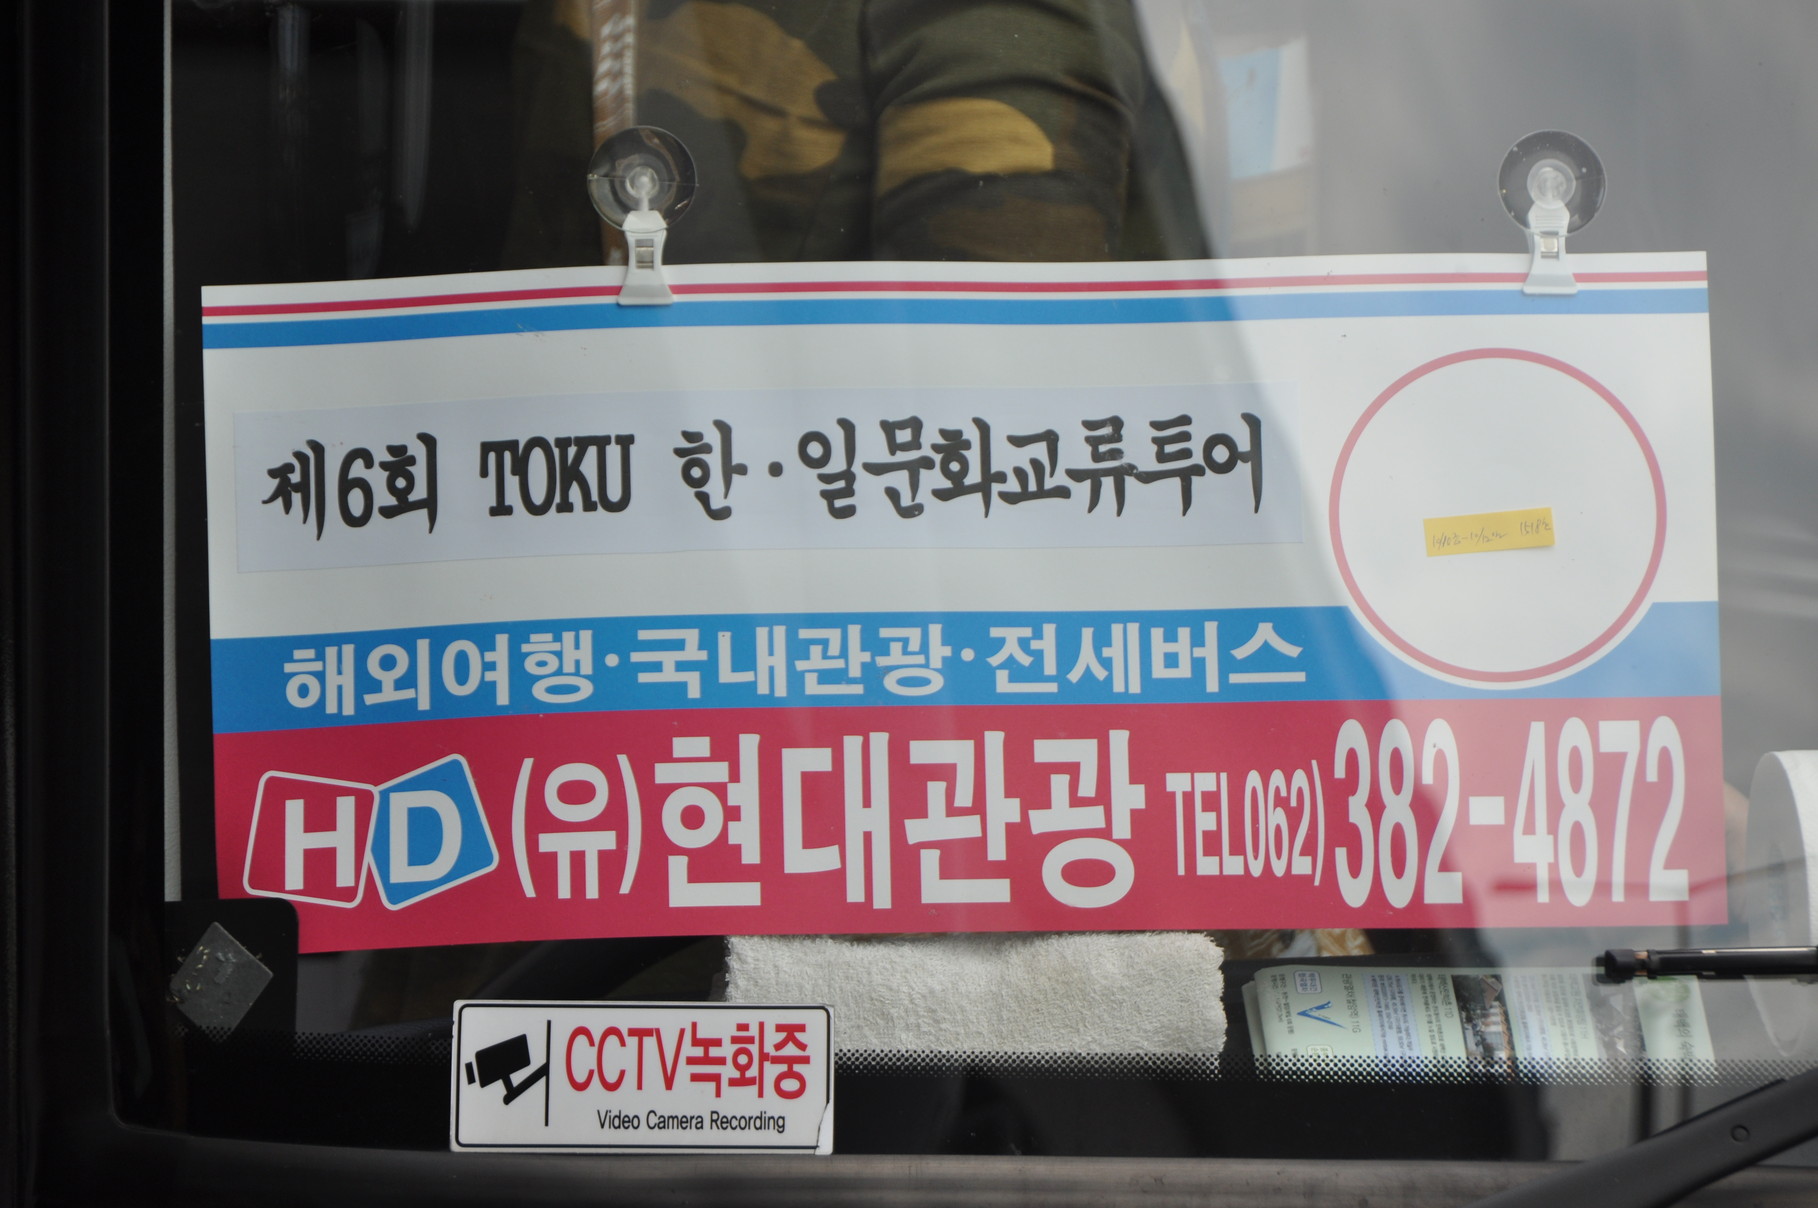 제6회 TOKU 한·일문화교류투어
해외여행·국내관광·전세버스
HD (유)현대관광 TEL062)382-4872
CCTV녹화중
Video Camera Recording